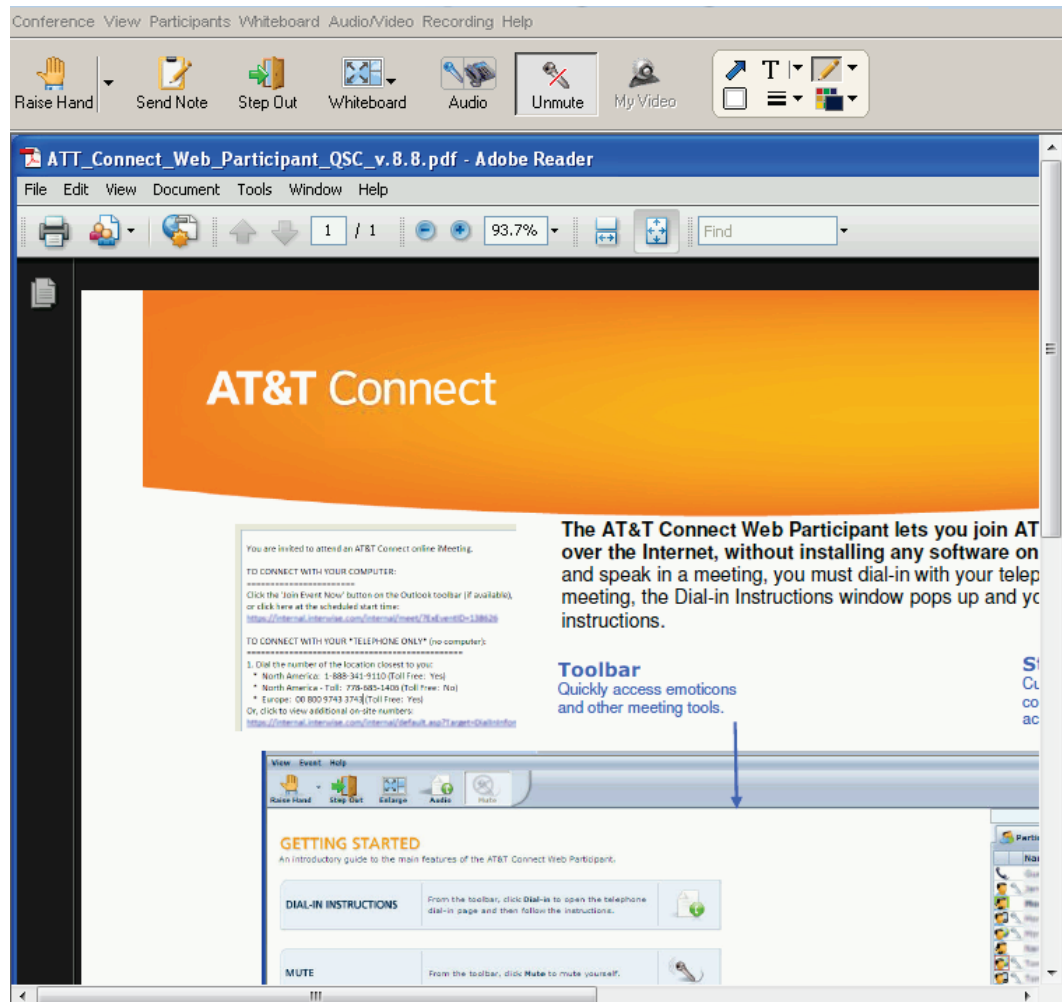 Conference View Participants Whiteboard Audio/Video Recording Help
Raise Hand Send Note Step Out Whiteboard Audio Unmute My Video
T
ATT_Connect_Web_Participant_QSC_v.8.8.pdf - Adobe Reader
File Edit View Document Tools Window Help
1 / 1 93.7% Find
AT&T Connect
You are invited to attend an AT&T Connect online iMeeting.
TO CONNECT WITH YOUR COMPUTER:
========================
Click the 'Join Event Now' button on the Outlook toolbar (if available),
or click here at the scheduled start time:
TO CONNECT WITH YOUR *TELEPHONE ONLY* (no computer):
================================================
1. Dial the number of the location closest to you:
* North America: 1-888-341-9110 (Toll Free: Yes)
* North America - Toll: 778-685-1406 (Toll Free: No)
* Europe: 00 800 9743 3743 (Toll Free: Yes)
Or, click to view additional on-site numbers:
The AT&T Connect Web Participant lets you join AT
over the Internet, without installing any software on
and speak in a meeting, you must dial-in with your telep
meeting, the Dial-in Instructions window pops up and yo
instructions.
Toolbar
Quickly access emoticons
and other meeting tools.
St
Cu
co
ac
View Event Help
Raise Hand Step Out Enlarge Audio Mute
GETTING STARTED
An introductory guide to the main features of the AT&T Connect Web Participant.
DIAL-IN INSTRUCTIONS
From the toolbar, click Dial-in to open the telephone
dial-in page and then follow the instructions.
MUTE
From the toolbar, click Mute to mute yourself.
Partic
Nar